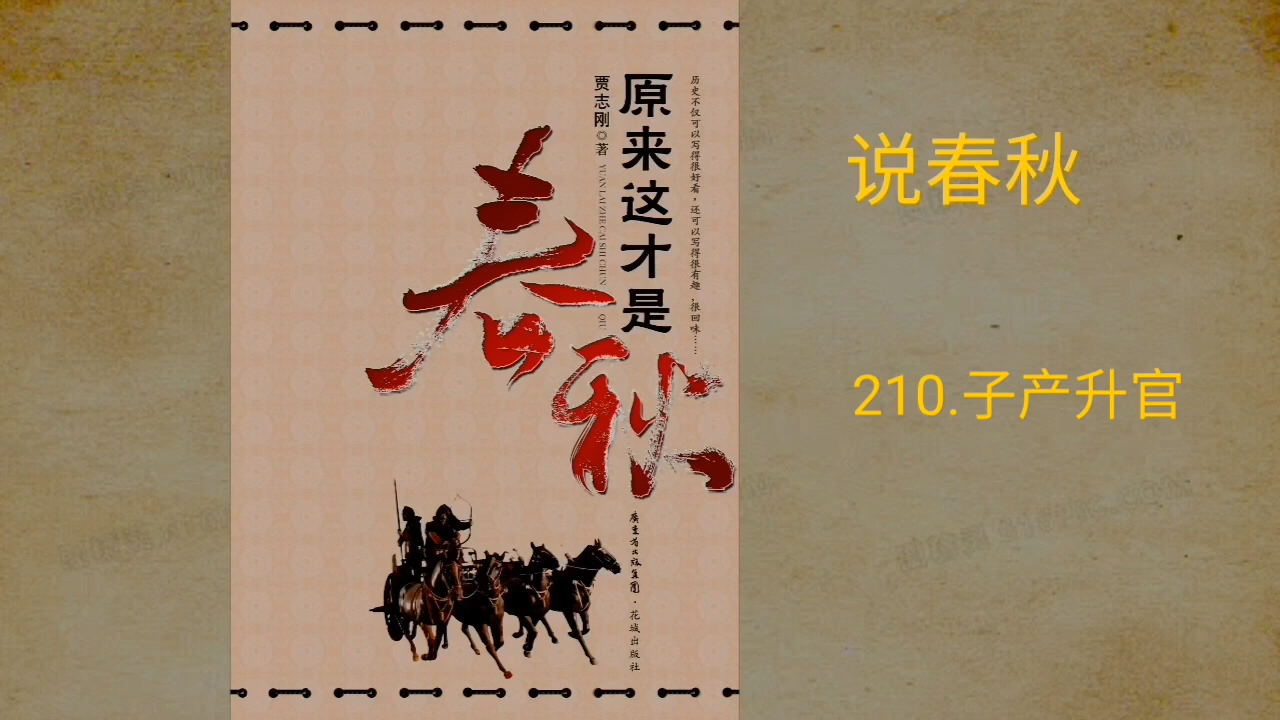 历史不仅可以写得很好看，还可以写得很有趣，很回味……
原来这才是
春秋
贾志刚◎著
YUAN LAI ZHE CAI SHI CHUN QIU
广东省出版集团·花城出版社
说春秋
210.子产升官